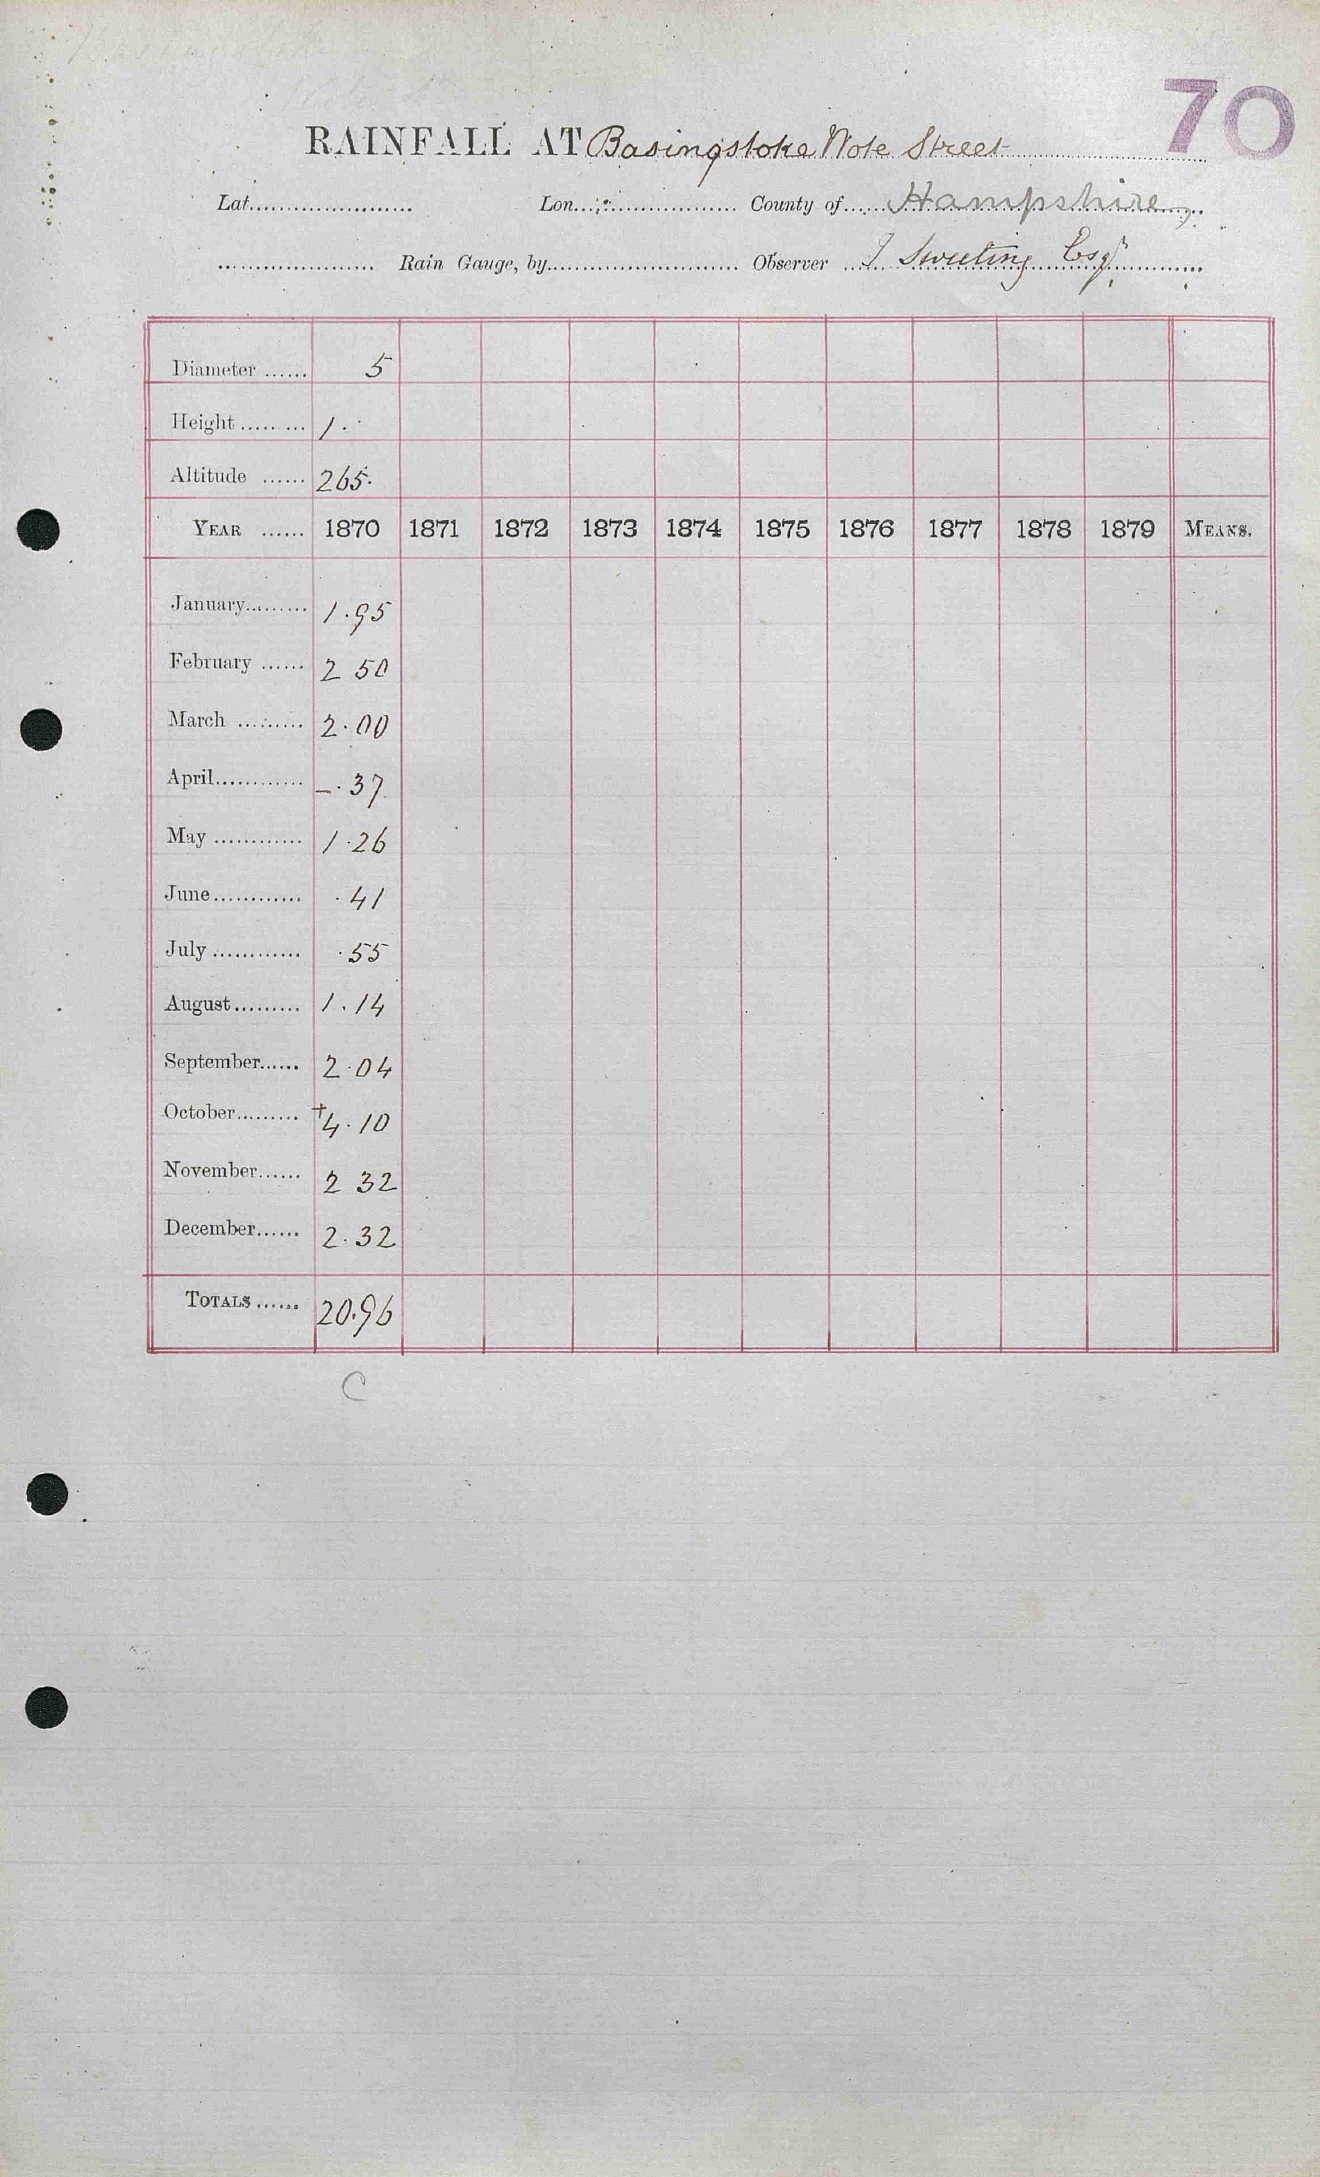 70
RAINFALL AT Basingstoke Wote Street
Lat...................... Lon...................... County of Hampshire
.................... Rain Gauge, by.......................... Observer J Sweeting Esqr
Diameter ...... 5
Height ......... 1.
Altitude ...... 265.
YEAR ...... 1870 1871 1872 1873 1874 1875 1876 1877 1878 1879 MEANS.
January......... 1.95
February ...... 2 50
March ......... 2.00
April............ –.37
May ............ 1.26
June............ .41
July ............ .55
August......... 1.14
September...... 2.04
October......... +4.10
November...... 2 32
December...... 2.32
TOTALS ...... 20.96
C